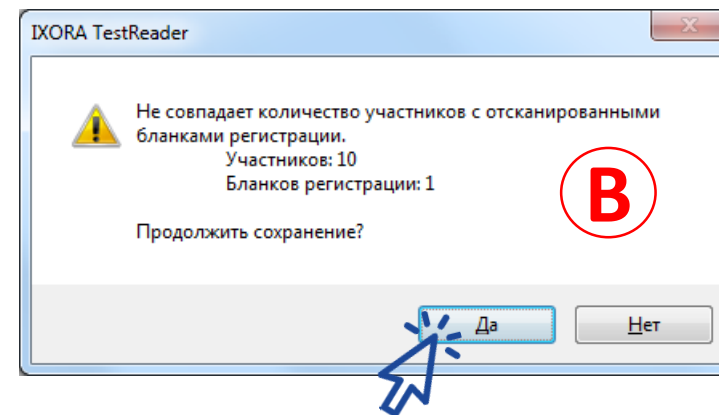 IXORA TestReader
Не совпадает количество участников с отсканированными
бланками регистрации.
Участников: 10
Бланков регистрации: 1
В
Продолжить сохранение?
Да
Нет